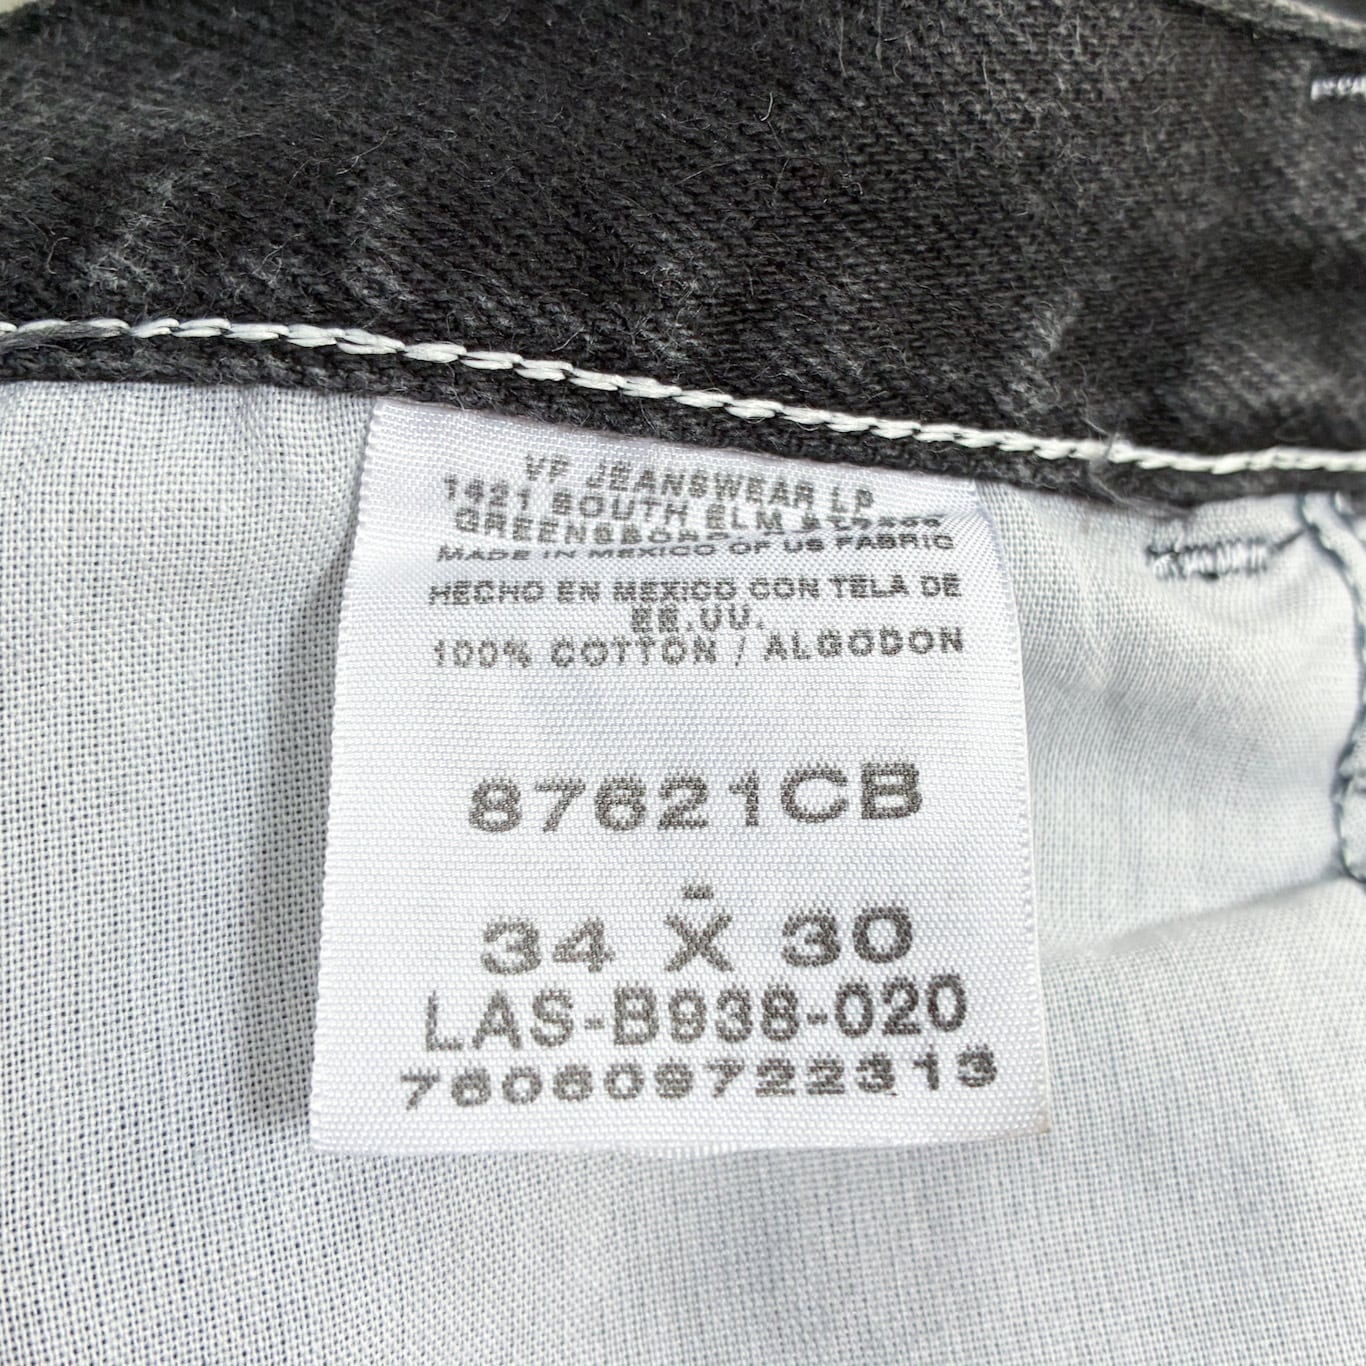 VF JEANSWEAR LP
1421 SOUTH ELM
MADE IN MEXICO OF US FABRIC
HECHO EN MEXICO CON TELA DE
EE.UU.
100% COTTON / ALGODON
87621CB
34 X 30
LAS-B938-020
760609722313